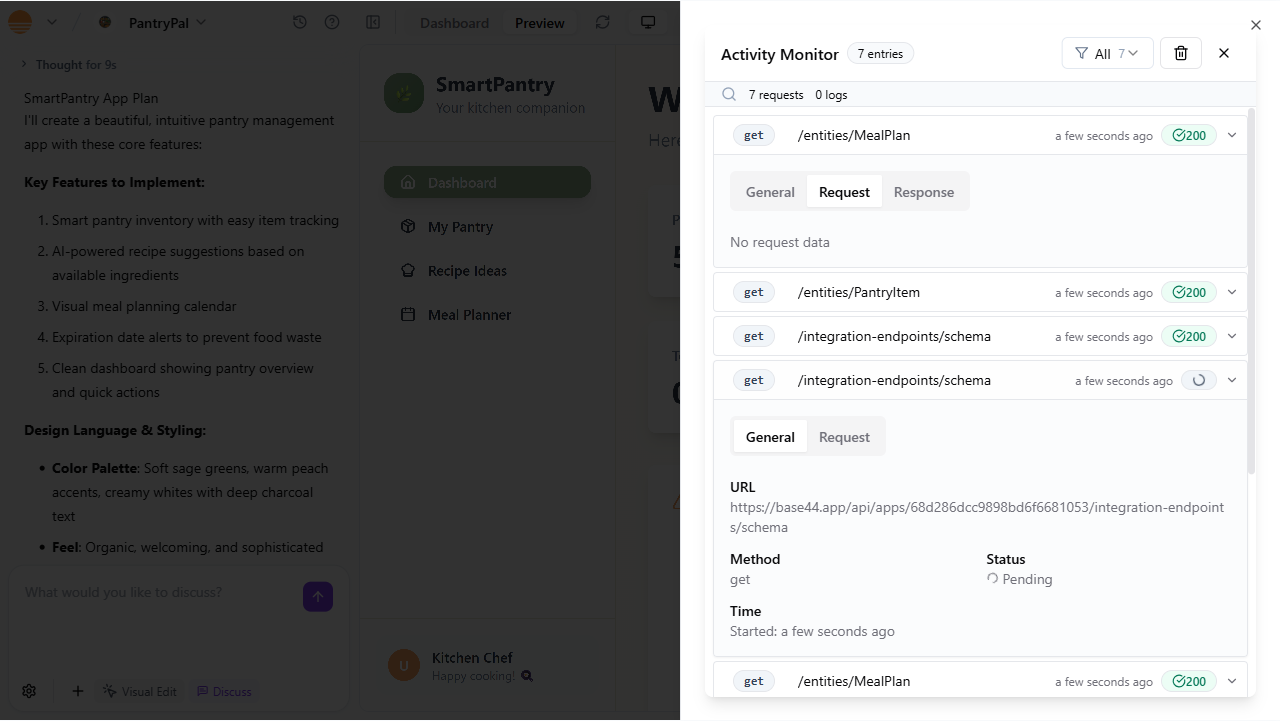 PantryPal
Dashboard
Preview
Thought for 9s
SmartPantry App Plan
I'll create a beautiful, intuitive pantry management
app with these core features:
Key Features to Implement:
1. Smart pantry inventory with easy item tracking
2. AI-powered recipe suggestions based on
available ingredients
3. Visual meal planning calendar
4. Expiration date alerts to prevent food waste
5. Clean dashboard showing pantry overview
and quick actions
Design Language & Styling:
• Color Palette: Soft sage greens, warm peach
accents, creamy whites with deep charcoal
text
• Feel: Organic, welcoming, and sophisticated
What would you like to discuss?
Visual Edit
Discuss
SmartPantry
Your kitchen companion
Dashboard
My Pantry
Recipe Ideas
Meal Planner
U
Kitchen Chef
Happy cooking!
Activity Monitor
7 entries
All 7
7 requests 0 logs
get /entities/MealPlan a few seconds ago 200
General Request Response
No request data
get /entities/PantryItem a few seconds ago 200
get /integration-endpoints/schema a few seconds ago 200
get /integration-endpoints/schema a few seconds ago
General Request
URL
https://base44.app/api/apps/68d286dcc9898bd6f6681053/integration-endpoint
s/schema
Method Status
get Pending
Time
Started: a few seconds ago
get /entities/MealPlan a few seconds ago 200